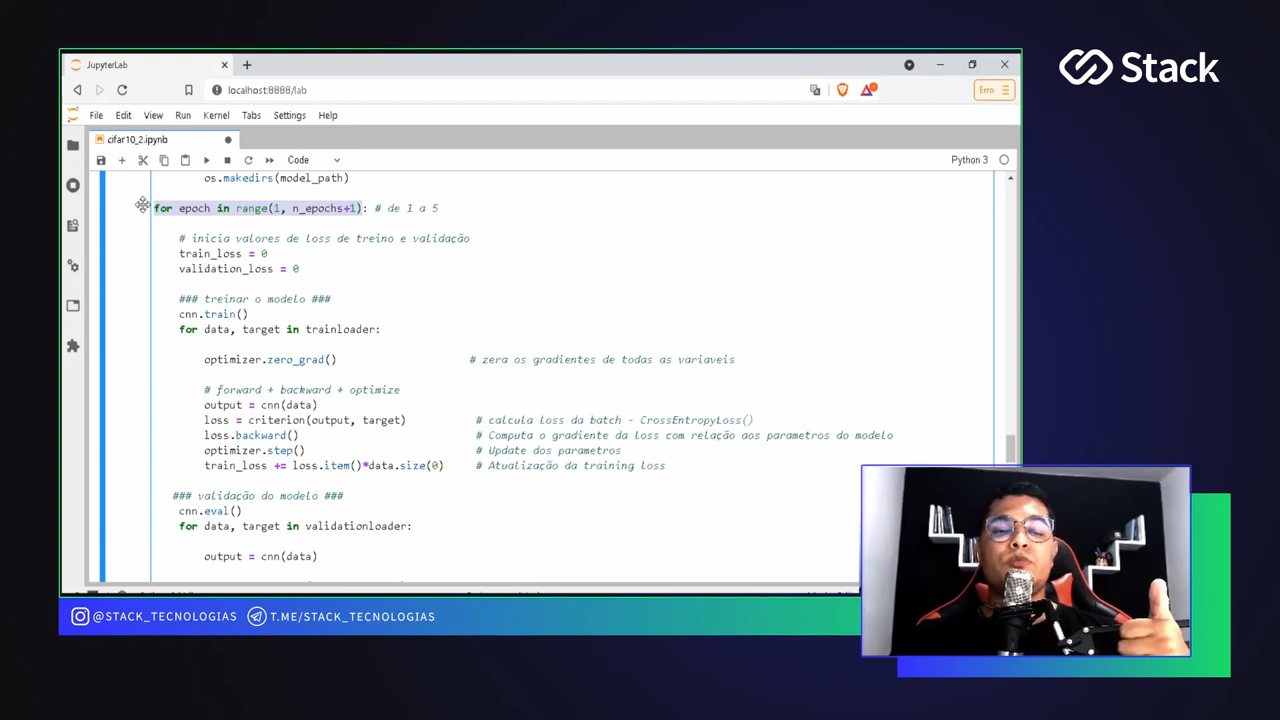 Stack
JupyterLab
localhost:8888/lab
Erro
File Edit View Run Kernel Tabs Settings Help
cifar10_2.ipynb
Code
Python 3
os.makedirs(model_path)
for epoch in range(1, n_epochs+1): # de 1 a 5
# inicia valores de loss de treino e validação
train_loss = 0
validation_loss = 0
### treinar o modelo ###
cnn.train()
for data, target in trainloader:
optimizer.zero_grad() # zera os gradientes de todas as variaveis
# forward + backward + optimize
output = cnn(data)
loss = criterion(output, target) # calcula loss da batch - CrossEntropyLoss()
loss.backward() # Computa o gradiente da loss com relação aos parametros do modelo
optimizer.step() # Update dos parametros
train_loss += loss.item()*data.size(0) # Atualização da training loss
### validação do modelo ###
cnn.eval()
for data, target in validationloader:
output = cnn(data)
@STACK_TECNOLOGIAS T.ME/STACK_TECNOLOGIAS